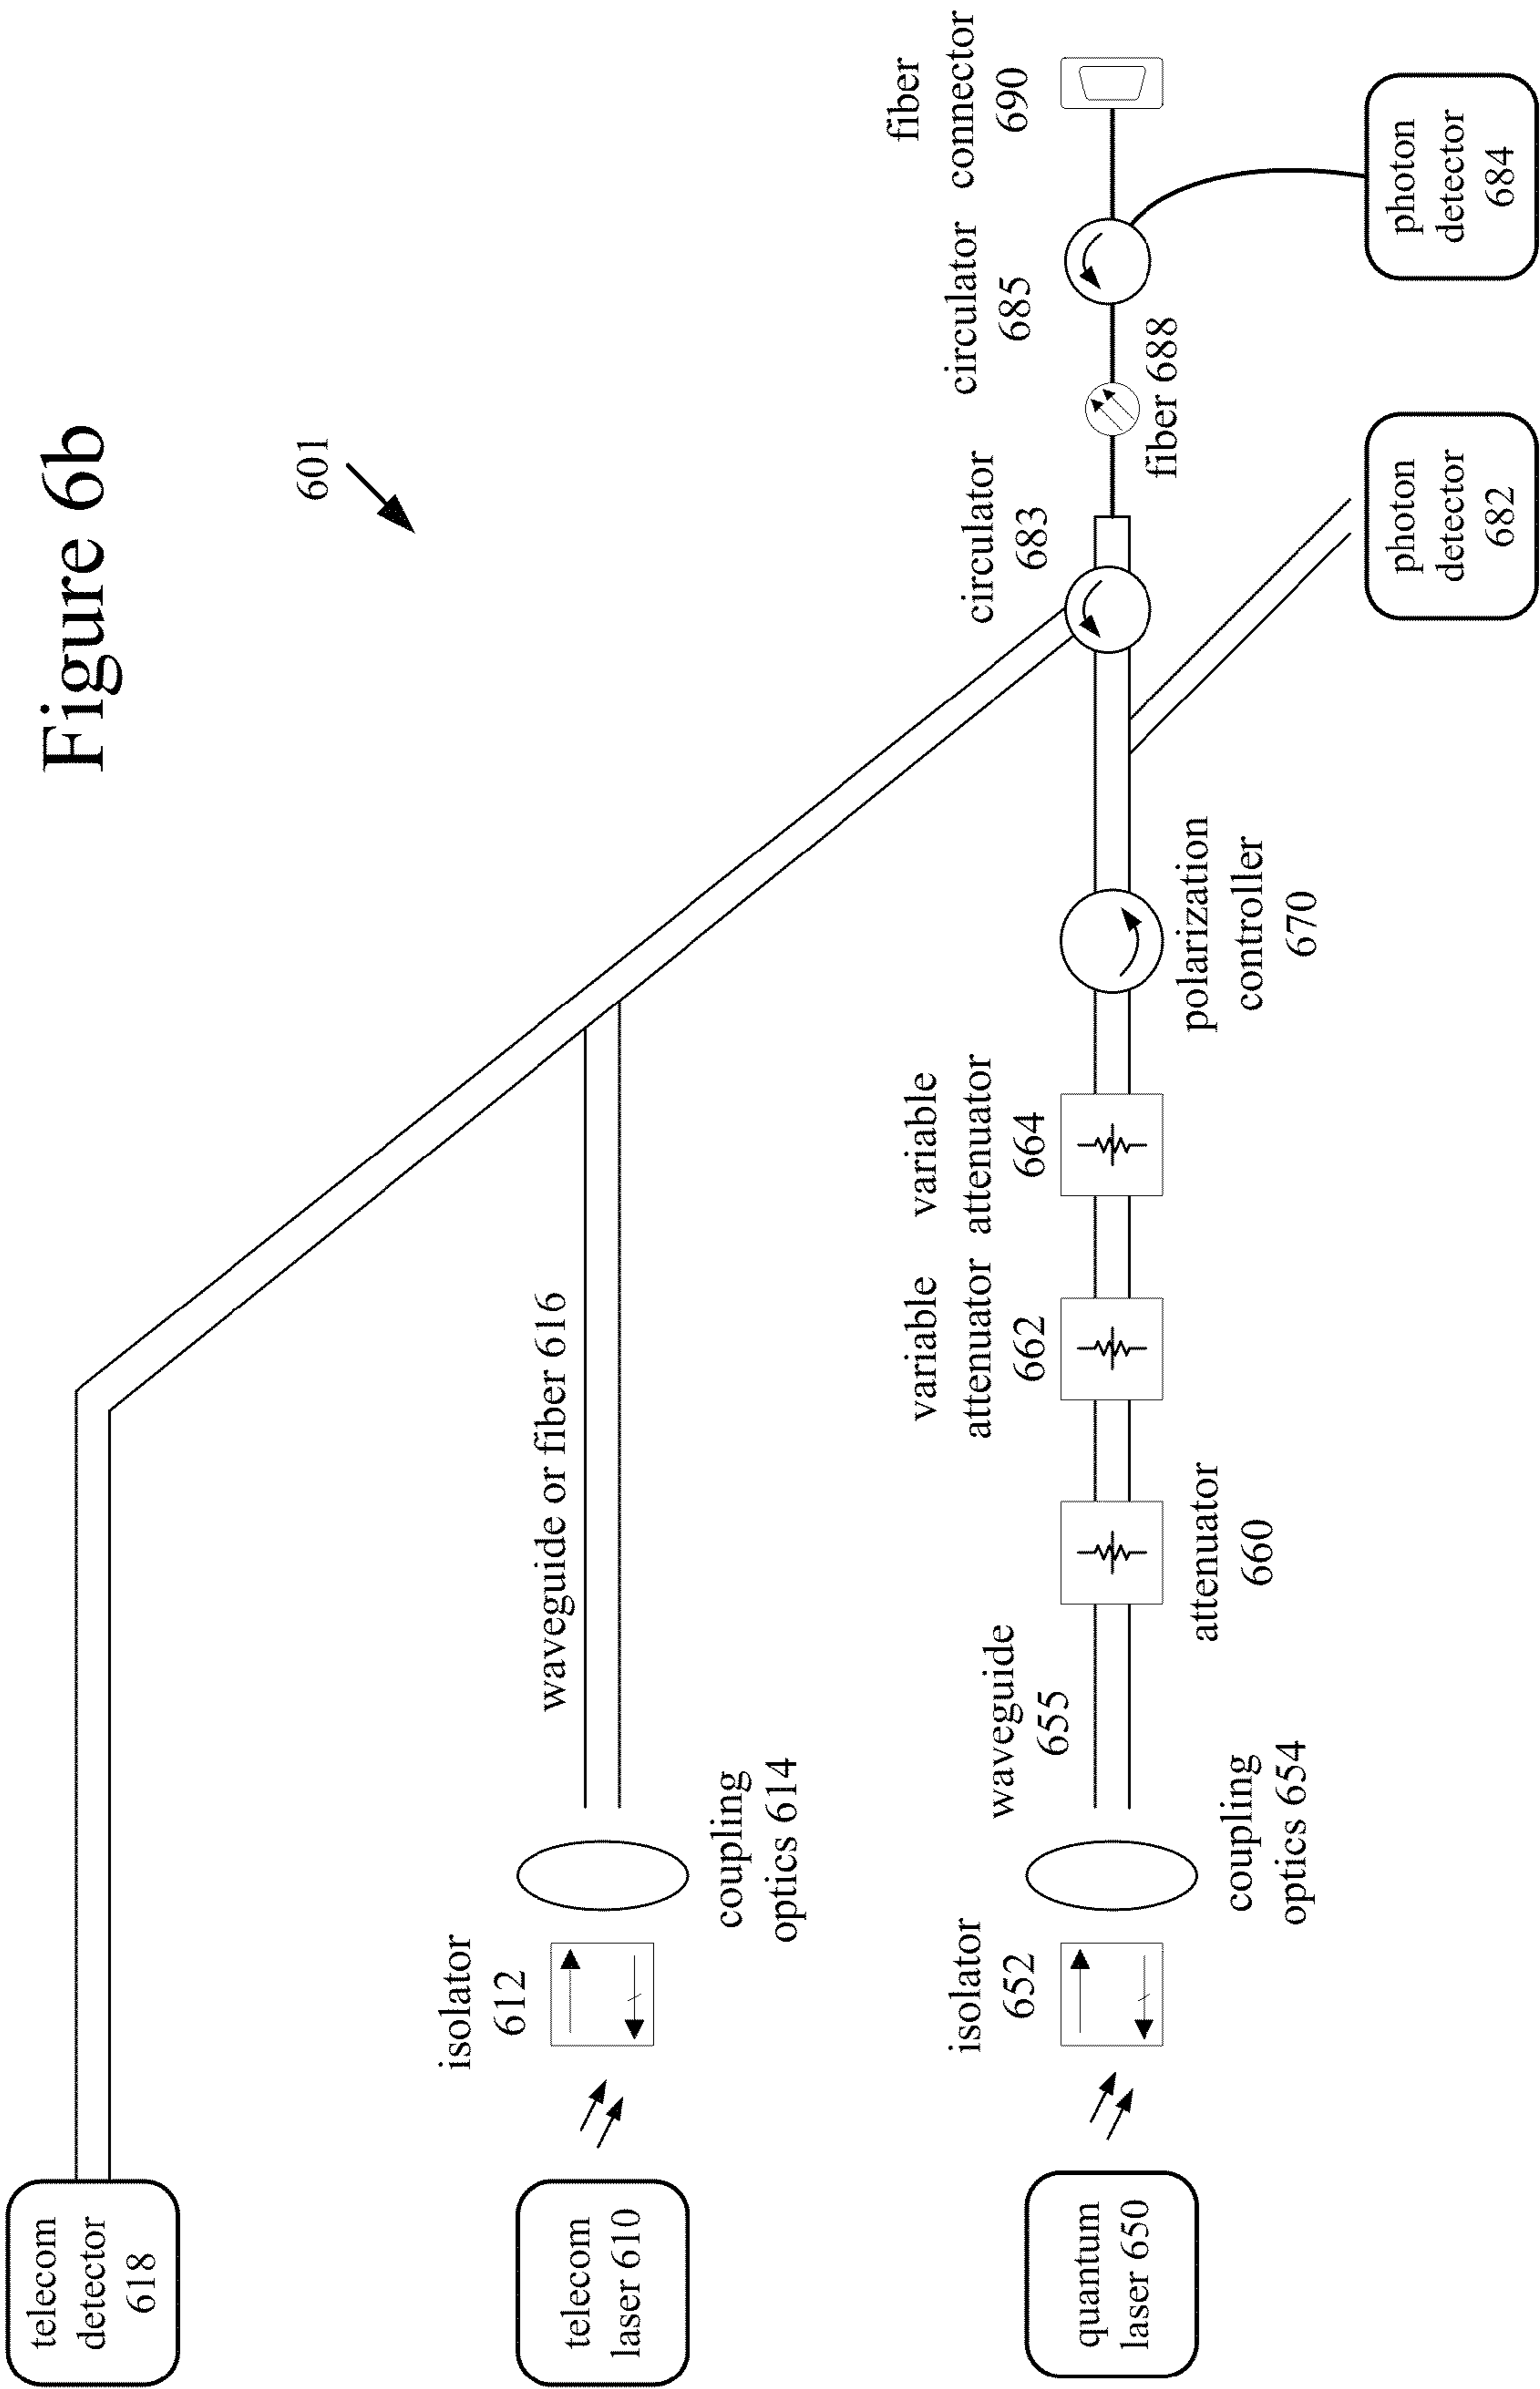 Figure 6b
601
telecom
detector
618
telecom
laser 610
isolator
612
coupling
optics 614
waveguide or fiber 616
quantum
laser 650
isolator
652
coupling
optics 654
waveguide
655
attenuator
660
variable
attenuator
662
variable
attenuator
664
polarization
controller
670
circulator
683
fiber 688
circulator
685
fiber
connector
690
photon
detector
682
photon
detector
684